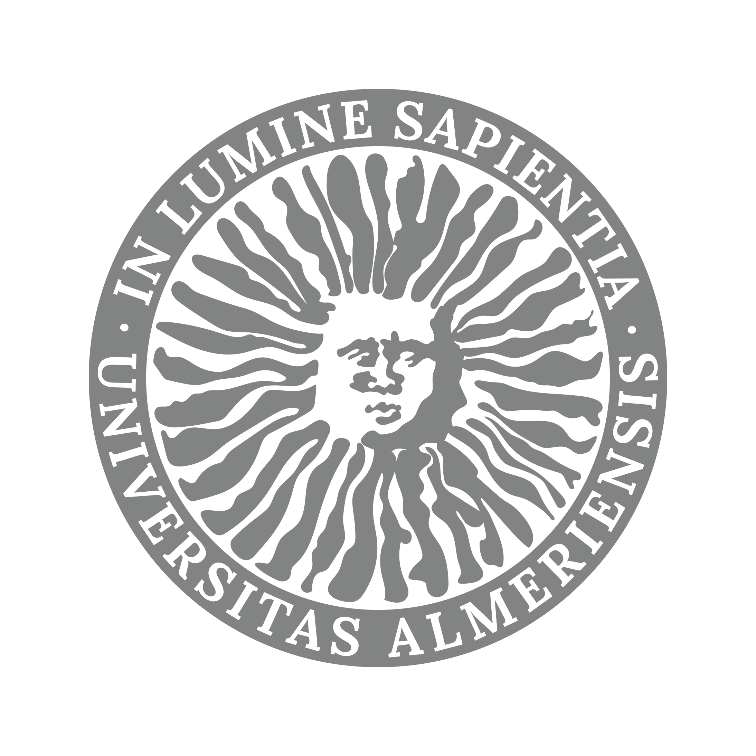 IN LUMINE SAPIENTIA
· UNIVERSITAS ALMERIENSIS ·